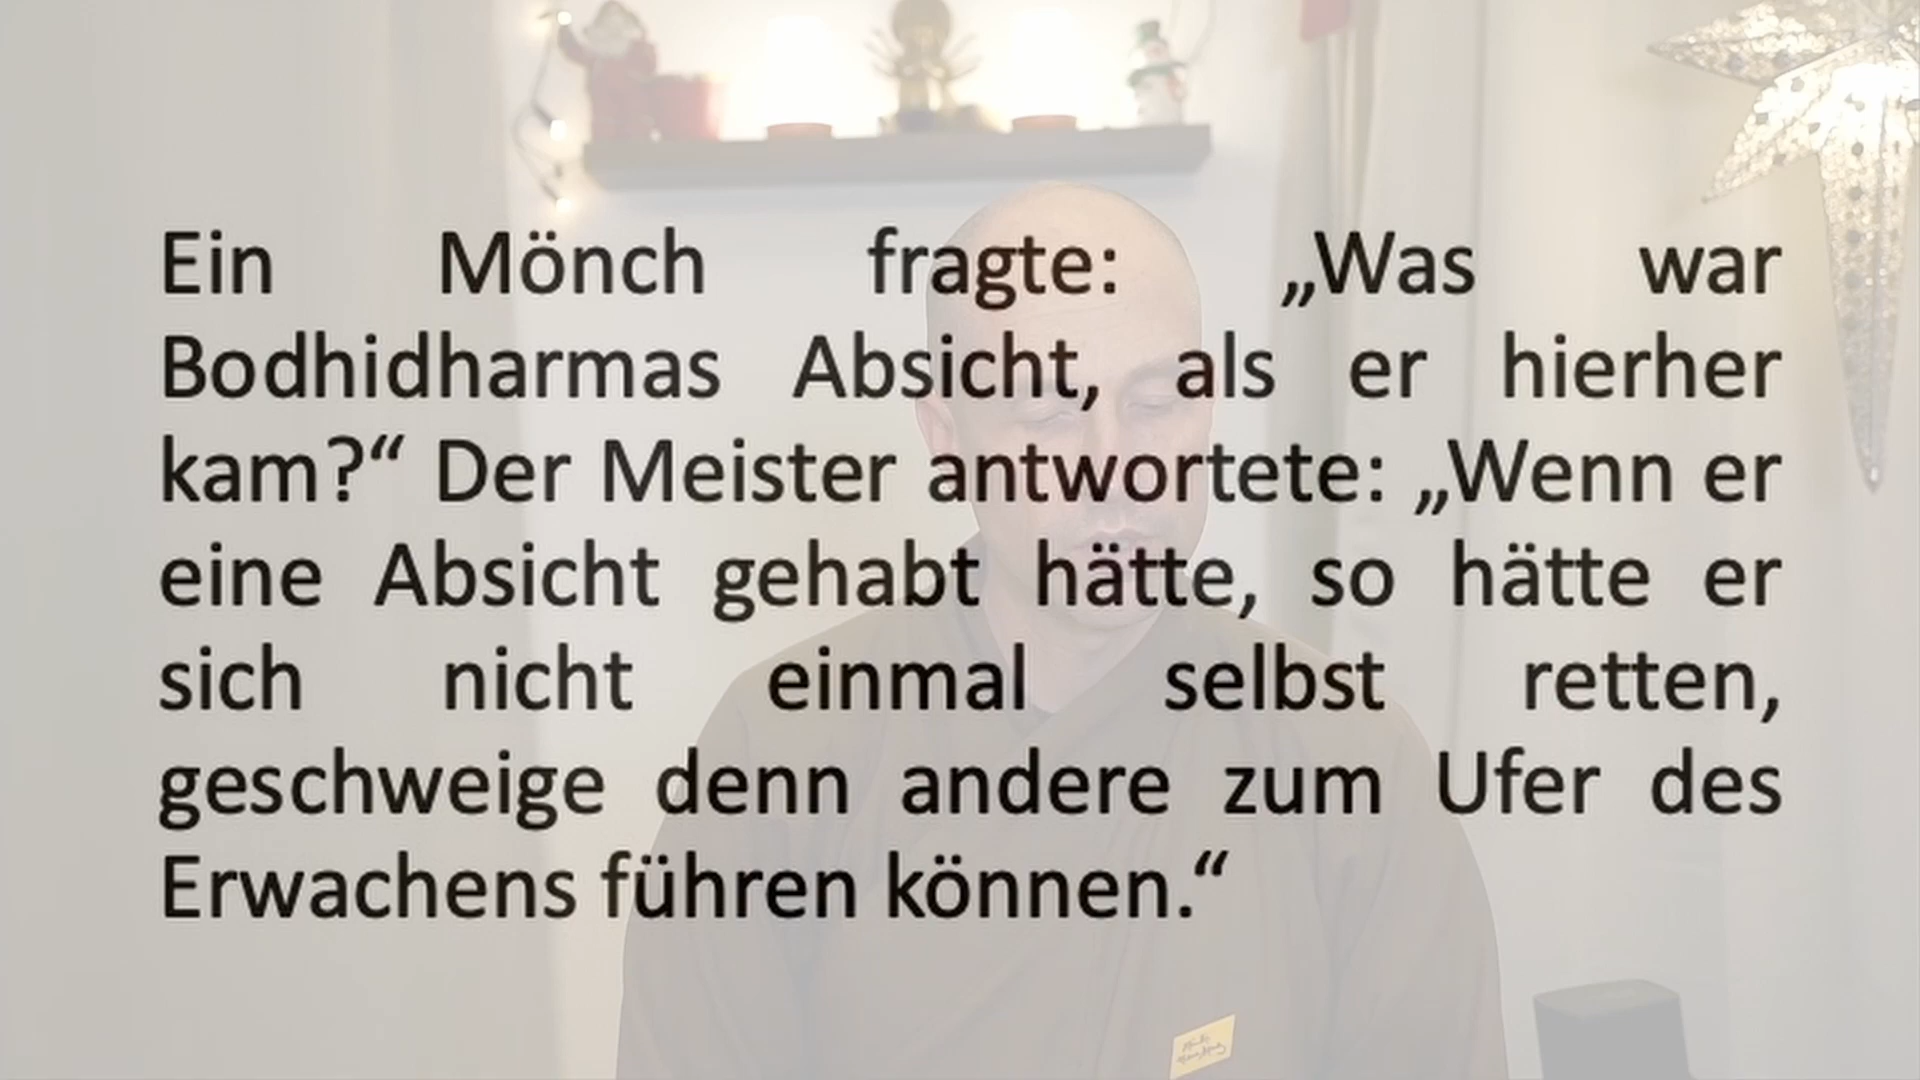 Ein Mönch fragte: „Was war
Bodhidharmas Absicht, als er hierher
kam?“ Der Meister antwortete: „Wenn er
eine Absicht gehabt hätte, so hätte er
sich nicht einmal selbst retten,
geschweige denn andere zum Ufer des
Erwachens führen können.“